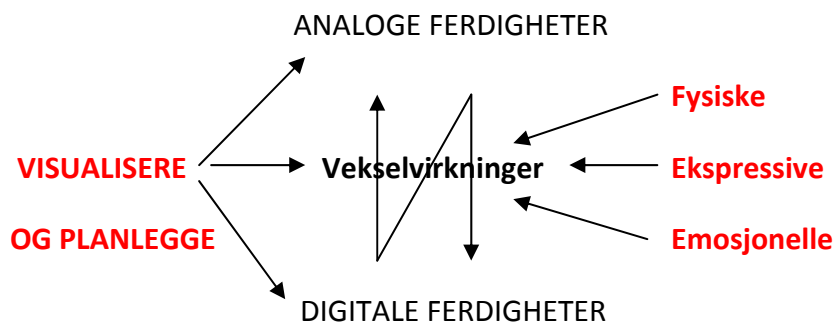 ANALOGE FERDIGHETER
Fysiske
VISUALISERE
Vekselvirkninger
Ekspressive
OG PLANLEGGE
Emosjonelle
DIGITALE FERDIGHETER